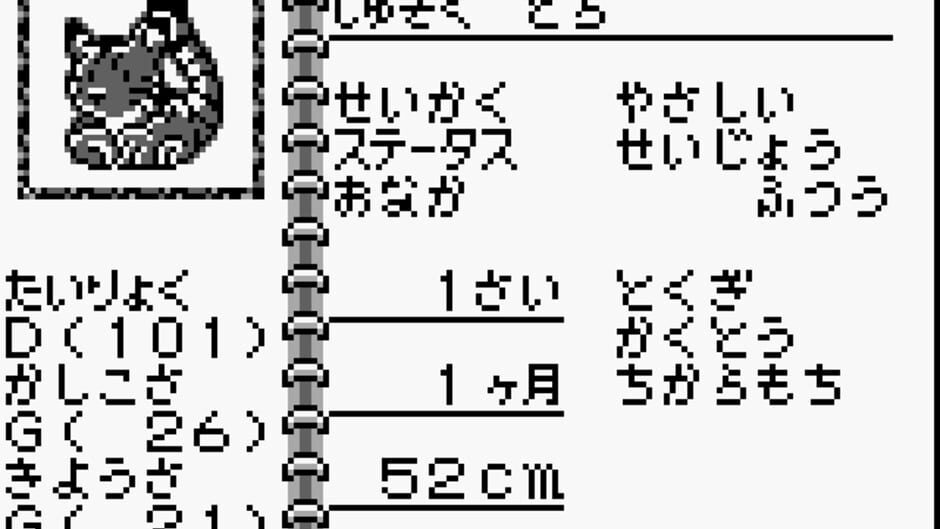 しゅぞく とら
せいかく やさしい
ステータス せいじょう
おなか ふつう
1さい
1ヶ月
52cm
とくぎ
かくとう
ちからもち
たいりょく
D(101)
かしこさ
G( 26)
きようさ
G( 21)